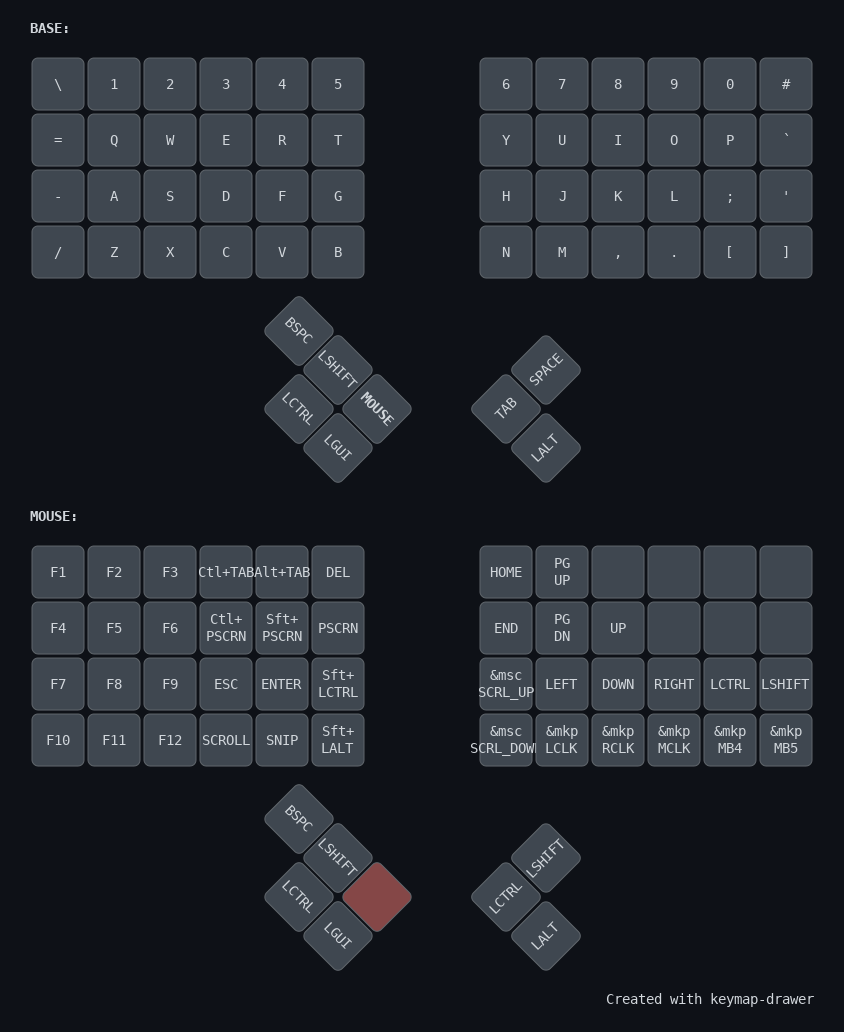 BASE:
\ 1 2 3 4 5 6 7 8 9 0 #
= Q W E R T Y U I O P `
- A S D F G H J K L ; '
/ Z X C V B N M , . [ ]
BSPC
LSHIFT SPACE
LCTRL MOUSE TAB
LGUI LALT
MOUSE:
F1 F2 F3 Ctl+TAB Alt+TAB DEL HOME PG UP
F4 F5 F6 Ctl+ PSCRN Sft+ PSCRN PSCRN END PG DN UP
F7 F8 F9 ESC ENTER Sft+ LCTRL &msc SCRL_UP LEFT DOWN RIGHT LCTRL LSHIFT
F10 F11 F12 SCROLL SNIP Sft+ LALT &msc SCRL_DOWN &mkp LCLK &mkp RCLK &mkp MCLK &mkp MB4 &mkp MB5
BSPC
LSHIFT LSHIFT
LCTRL LCTRL
LGUI LALT
Created with keymap-drawer